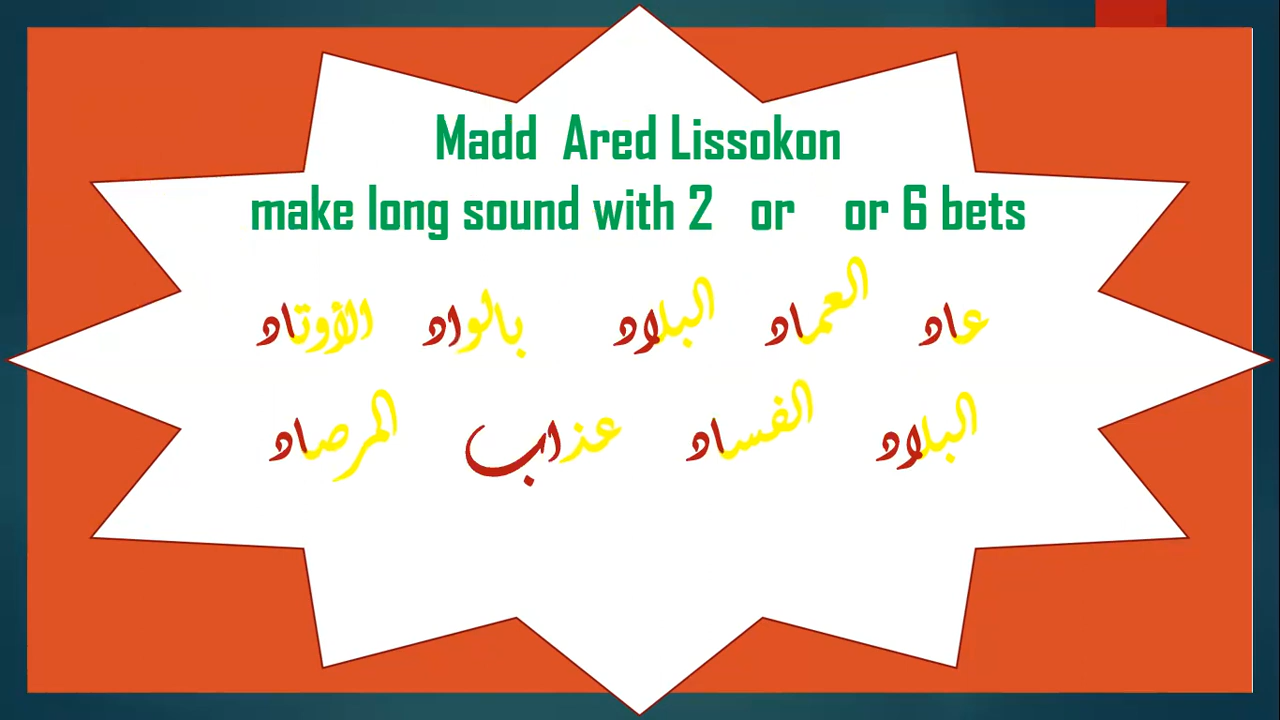 Madd Ared Lissokon
make long sound with 2 or or 6 bets
عاد العماد البلاد بالواد الأوتاد
البلاد الفساد عذاب المرصاد